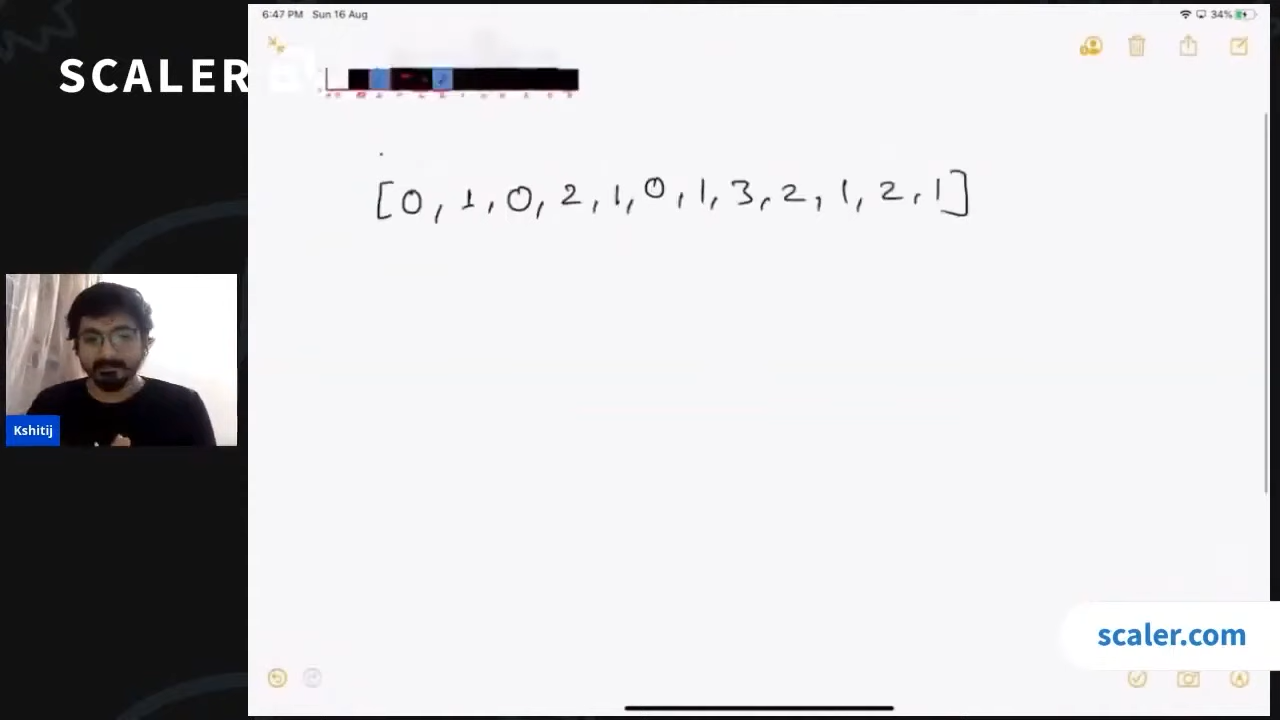 6:47 PM Sun 16 Aug
34%
SCALER
[0, 1, 0, 2, 1, 0, 1, 3, 2, 1, 2, 1]
Kshitij
scaler.com